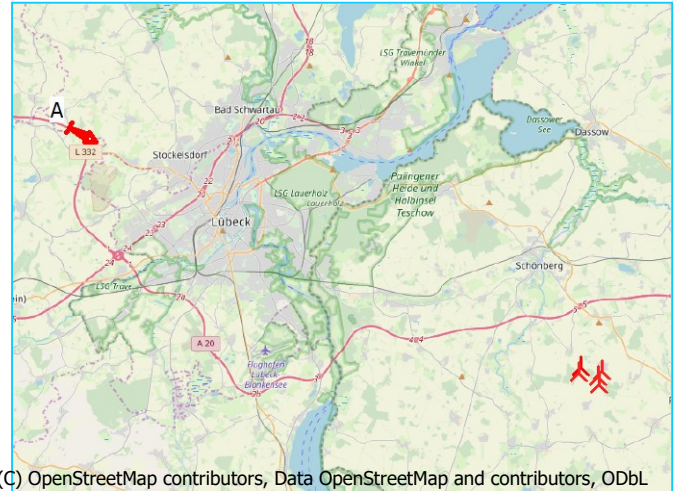 LSG Travemünder
Winkel
A
Bad Schwartau
Dassower
See
Dassow
L 332
Stockelsdorf
LSG Lauerholz
Lauerholz
Palingener
Heide und
Halbinsel
Teschow
Lübeck
Schönberg
LSG Trave
A 20
Flughafen
Lübeck
Blankensee
(C) OpenStreetMap contributors, Data OpenStreetMap and contributors, ODbL